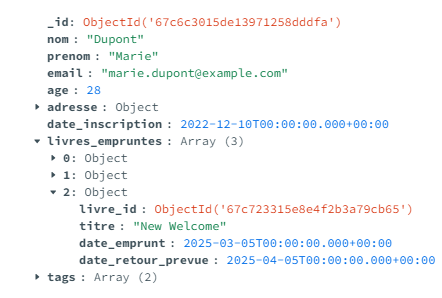 _id: ObjectId('67c6c3015de13971258dddfa')
nom : "Dupont"
prenom : "Marie"
email : "marie.dupont@example.com"
age : 28
adresse : Object
date_inscription : 2022-12-10T00:00:00.000+00:00
livres_empruntes : Array (3)
0: Object
1: Object
2: Object
livre_id : ObjectId('67c723315e8e4f2b3a79cb65')
titre : "New Welcome"
date_emprunt : 2025-03-05T00:00:00.000+00:00
date_retour_prevue : 2025-04-05T00:00:00.000+00:00
tags : Array (2)